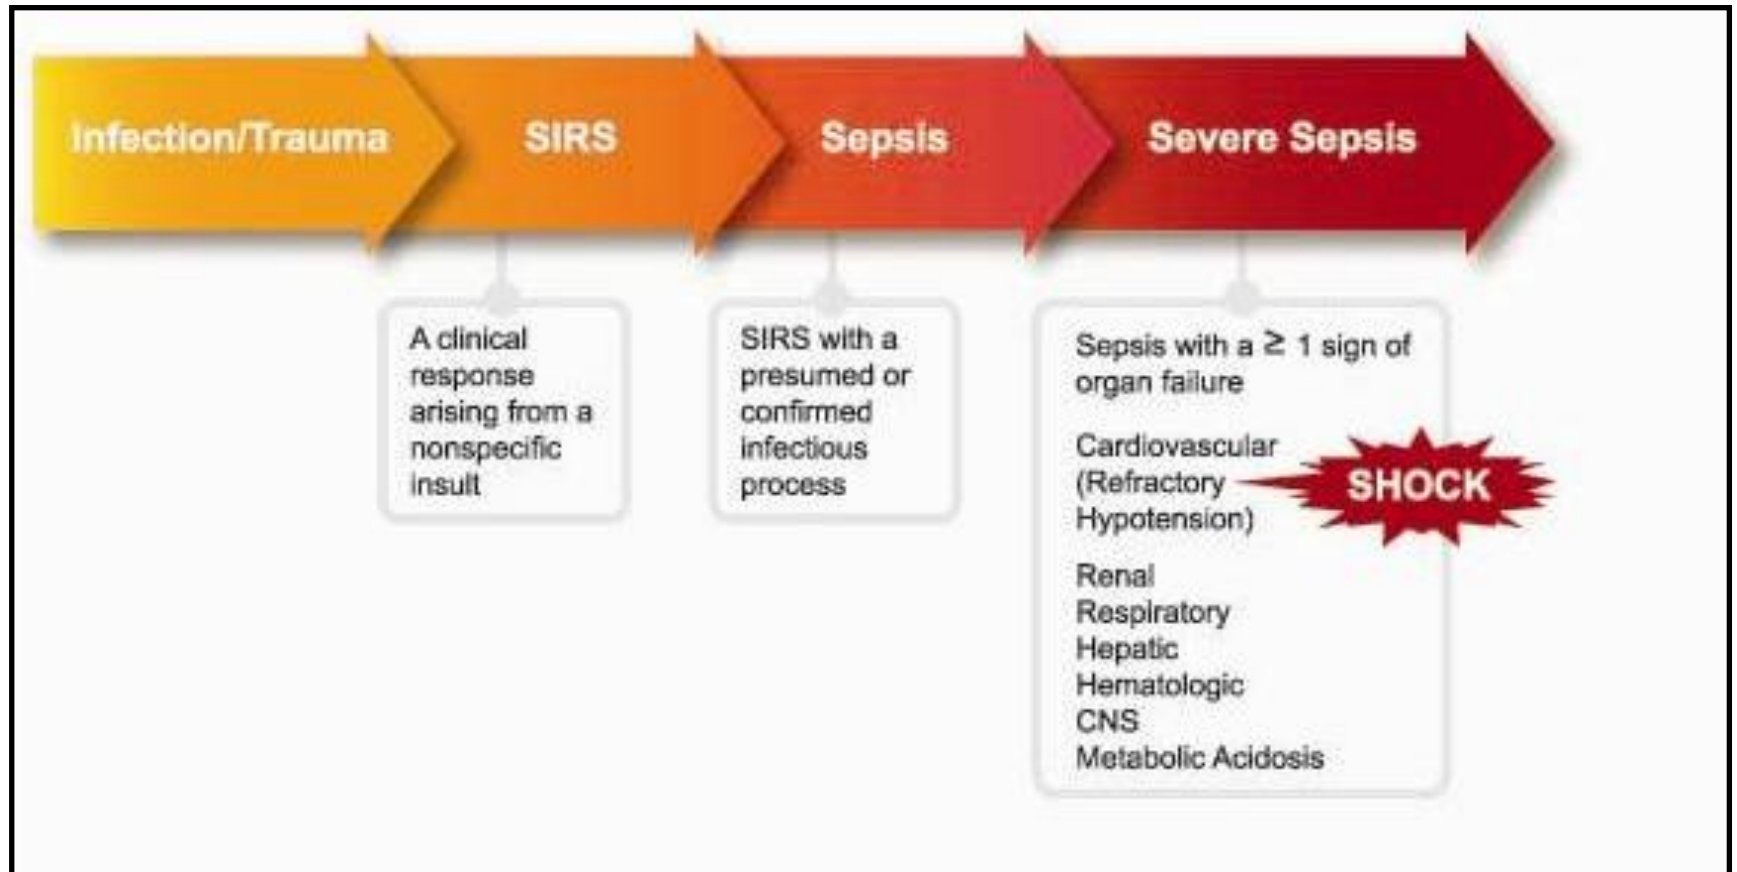 Infection/Trauma
SIRS
Sepsis
Severe Sepsis
A clinical
response
arising from a
nonspecific
insult
SIRS with a
presumed or
confirmed
infectious
process
Sepsis with a ≥ 1 sign of
organ failure
Cardiovascular
(Refractory
Hypotension)
SHOCK
Renal
Respiratory
Hepatic
Hematologic
CNS
Metabolic Acidosis